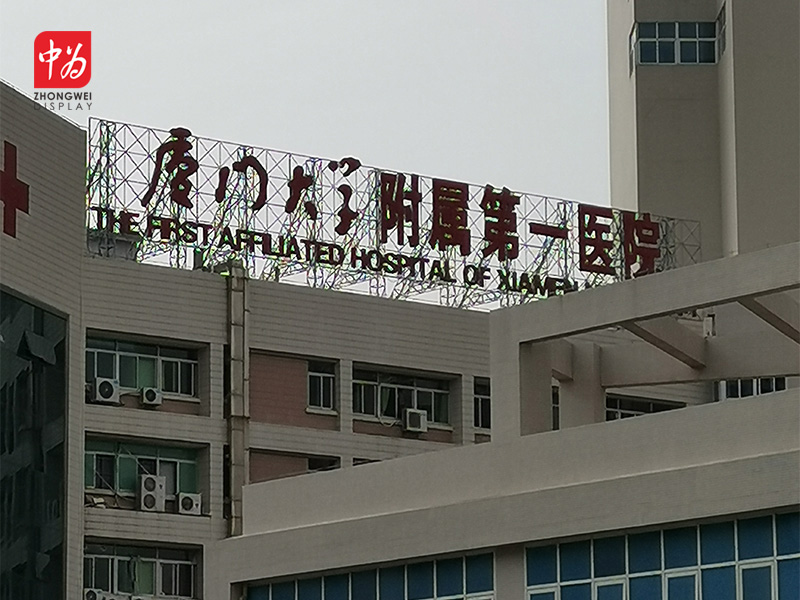 中为
ZHONGWEI
DISPLAY
厦门大学附属第一医院
THE FIRST AFFILIATED HOSPITAL OF XIAMEN